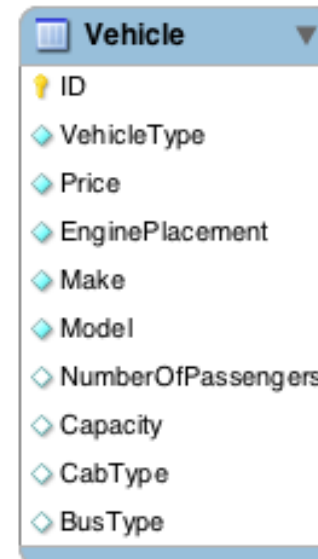 Vehicle
ID
VehicleType
Price
EnginePlacement
Make
Model
NumberOfPassengers
Capacity
CabType
BusType